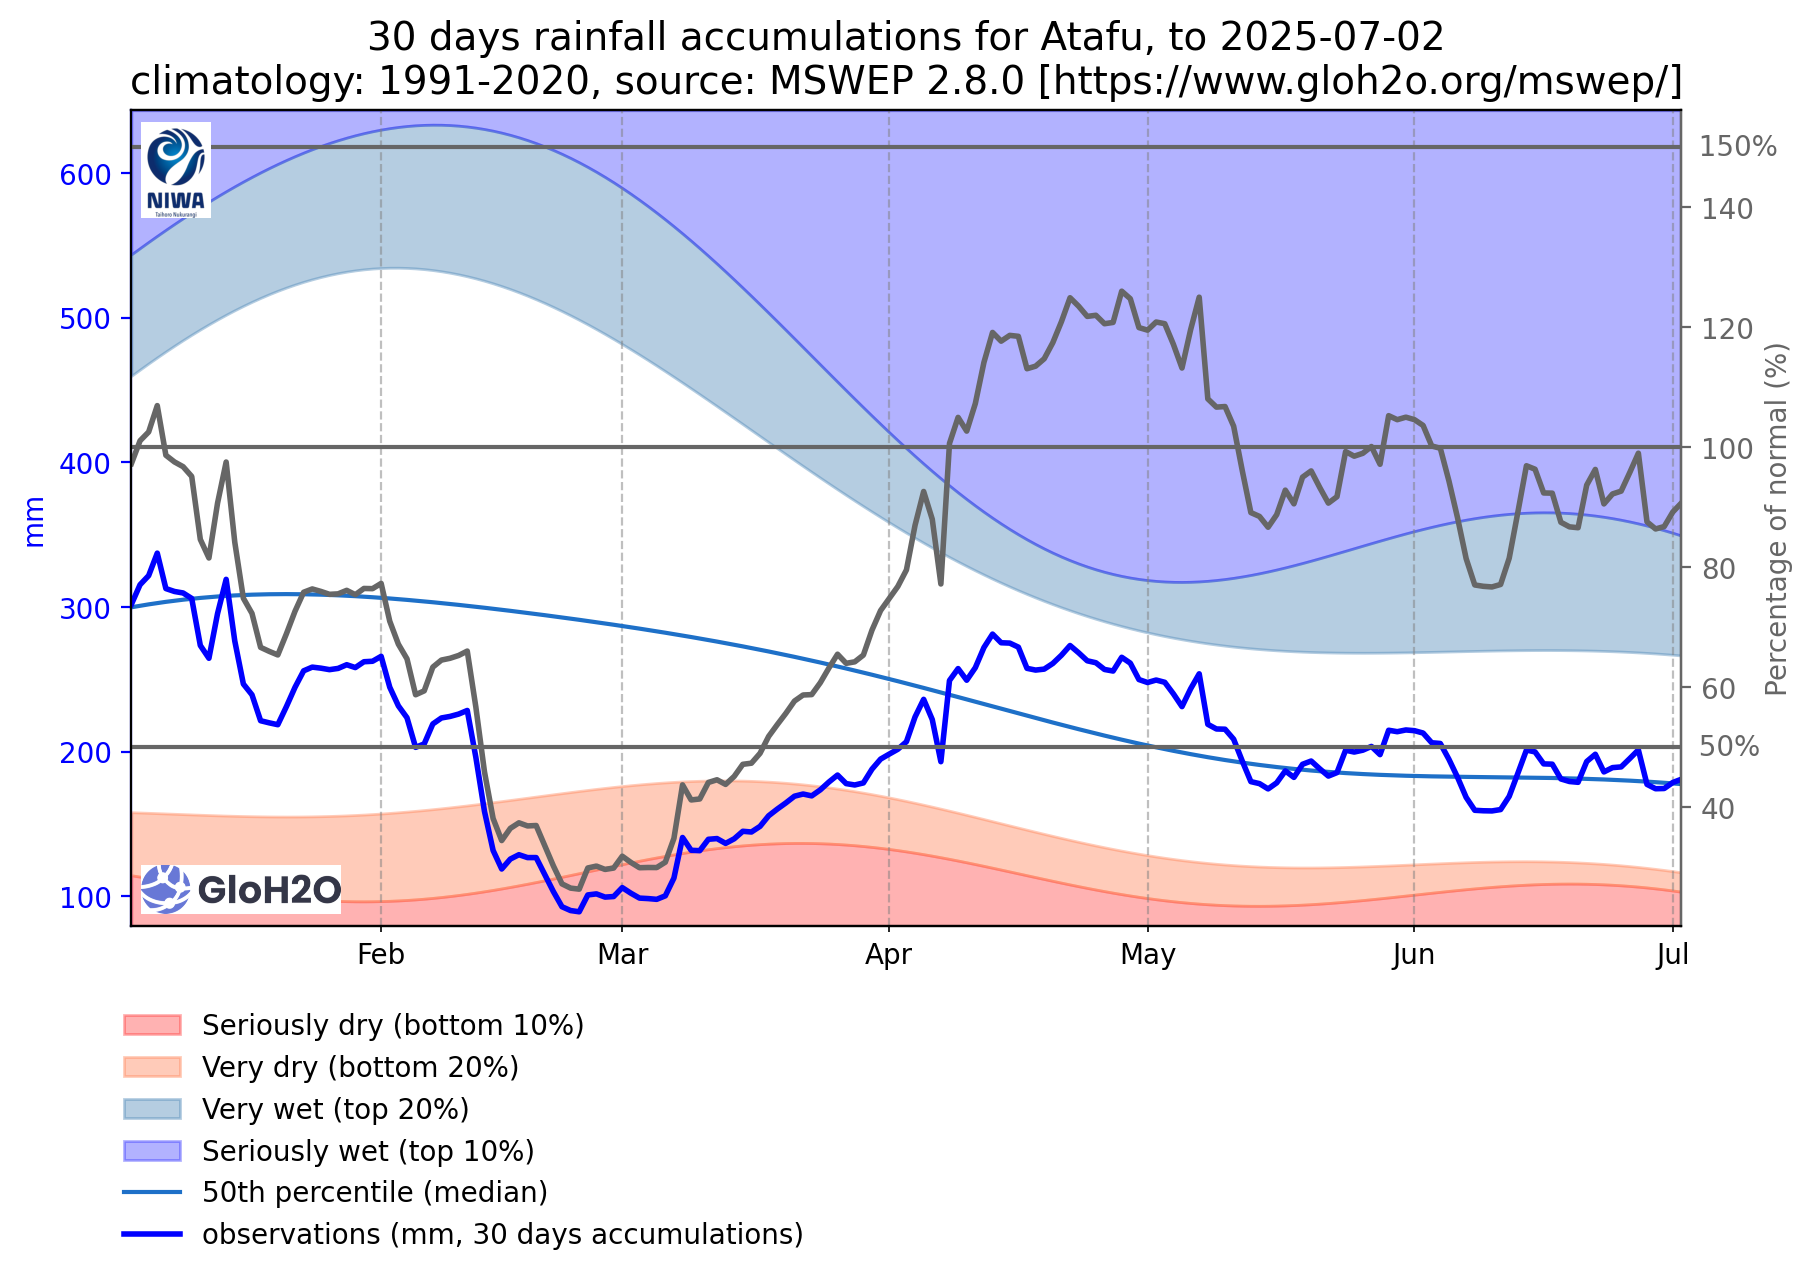 30 days rainfall accumulations for Atafu, to 2025-07-02
climatology: 1991-2020, source: MSWEP 2.8.0 [https://www.gloh2o.org/mswep/]
NIWA
Taihoro Nukurangi
GloH2O
mm
600
500
400
300
200
100
150%
140
120
100
80
60
50%
40
Percentage of normal (%)
Feb
Mar
Apr
May
Jun
Jul
Seriously dry (bottom 10%)
Very dry (bottom 20%)
Very wet (top 20%)
Seriously wet (top 10%)
50th percentile (median)
observations (mm, 30 days accumulations)